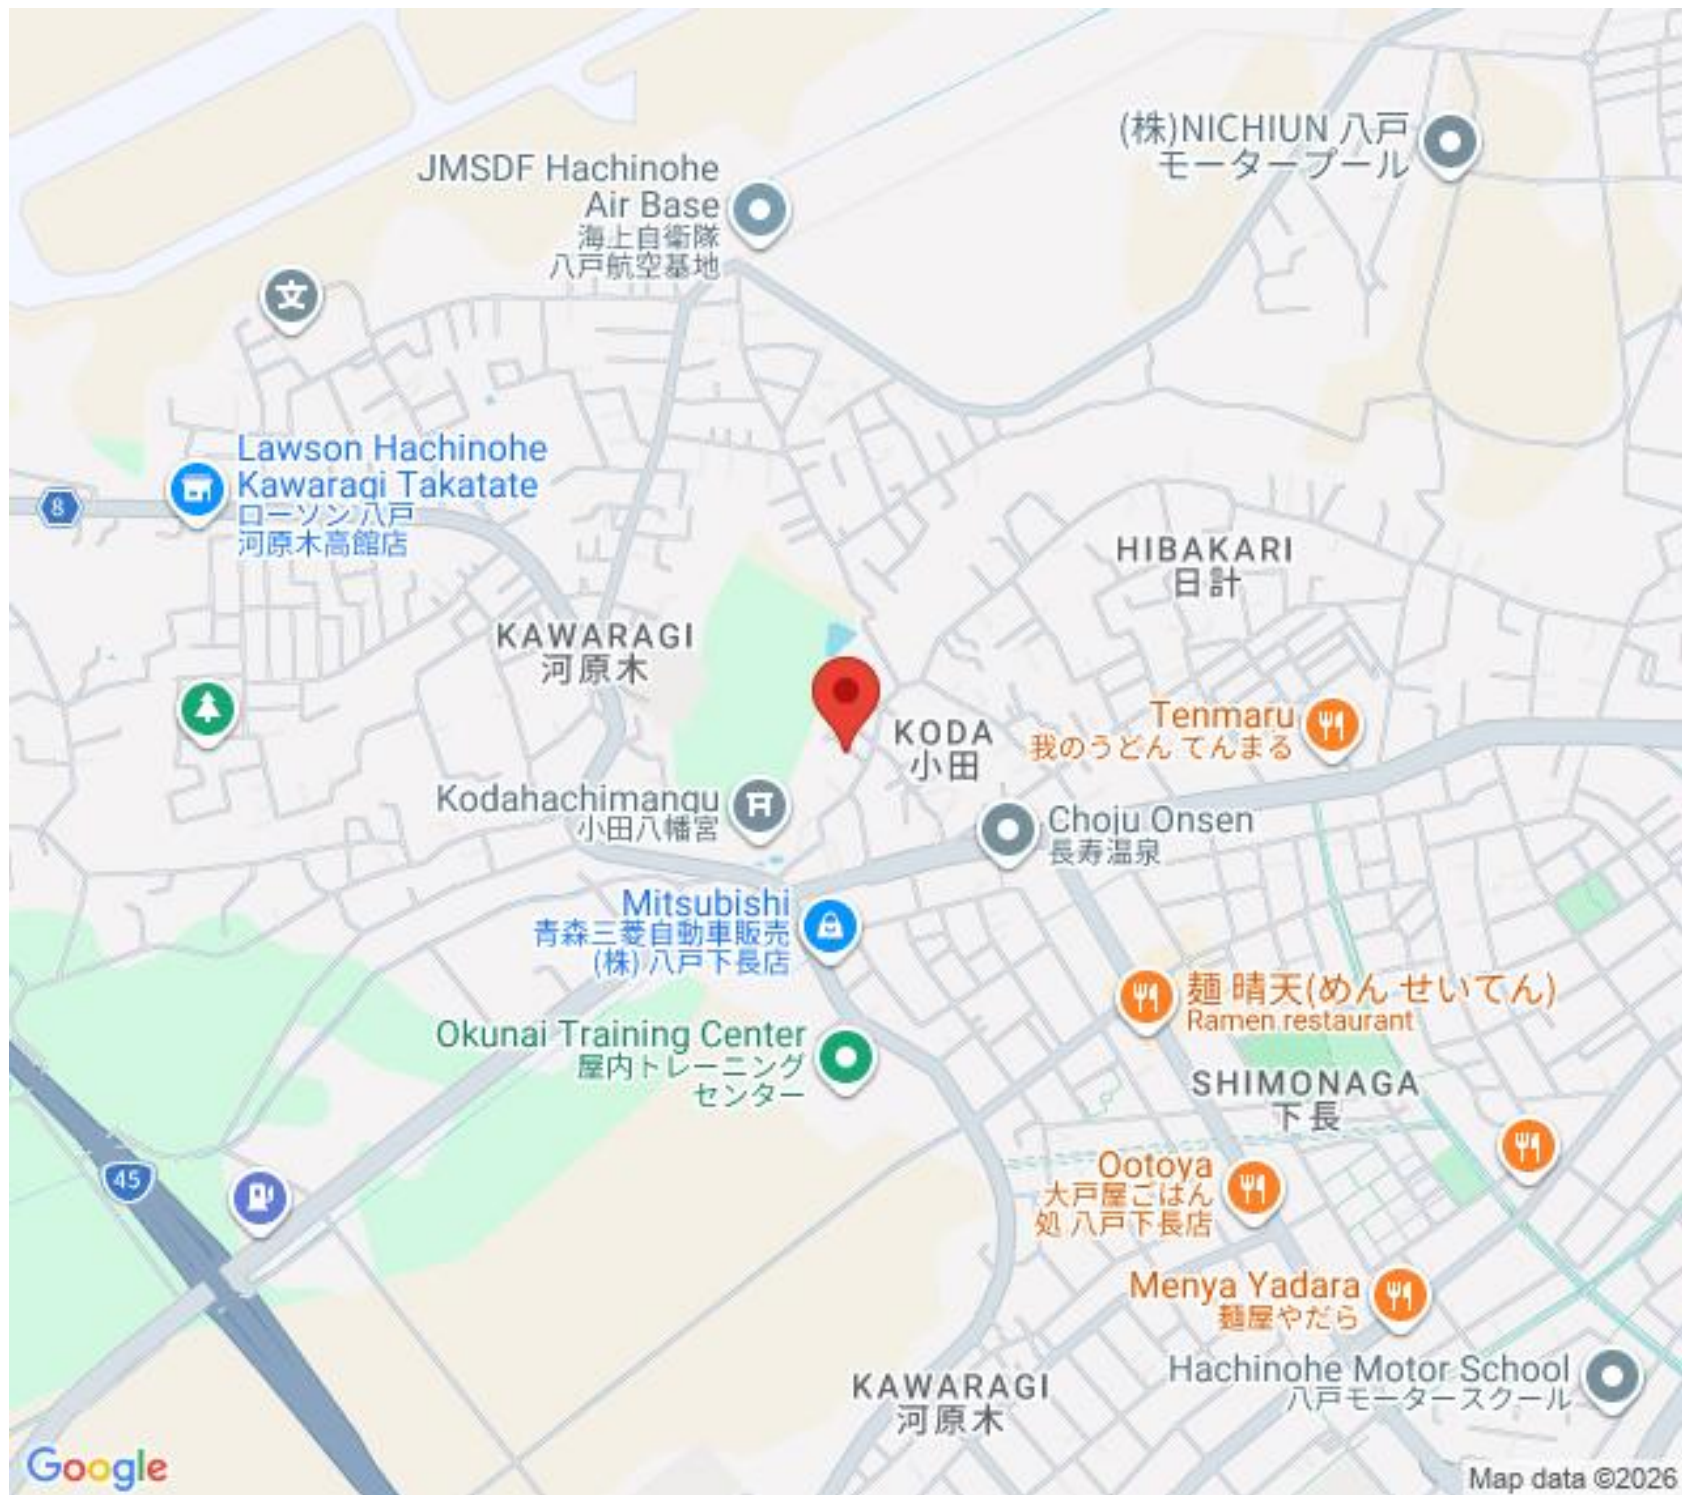 (株)NICHIUN 八戸
モータープール
JMSDF Hachinohe
Air Base
海上自衛隊
八戸航空基地
文
Lawson Hachinohe
Kawaragi Takatate
ローソン 八戸
河原木高館店
8
HIBAKARI
日計
KAWARAGI
河原木
Tenmaru
我のうどん てんまる
KODA
小田
Kodahachimangu
小田八幡宮
Choju Onsen
長寿温泉
Mitsubishi
青森三菱自動車販売
(株) 八戸下長店
麺 晴天(めん せいてん)
Ramen restaurant
Okunai Training Center
屋内トレーニング
センター
SHIMONAGA
下長
45
Ootoya
大戸屋ごはん
処 八戸下長店
Menya Yadara
麺屋やだら
Hachinohe Motor School
八戸モータースクール
KAWARAGI
河原木
Google
Map data ©2026